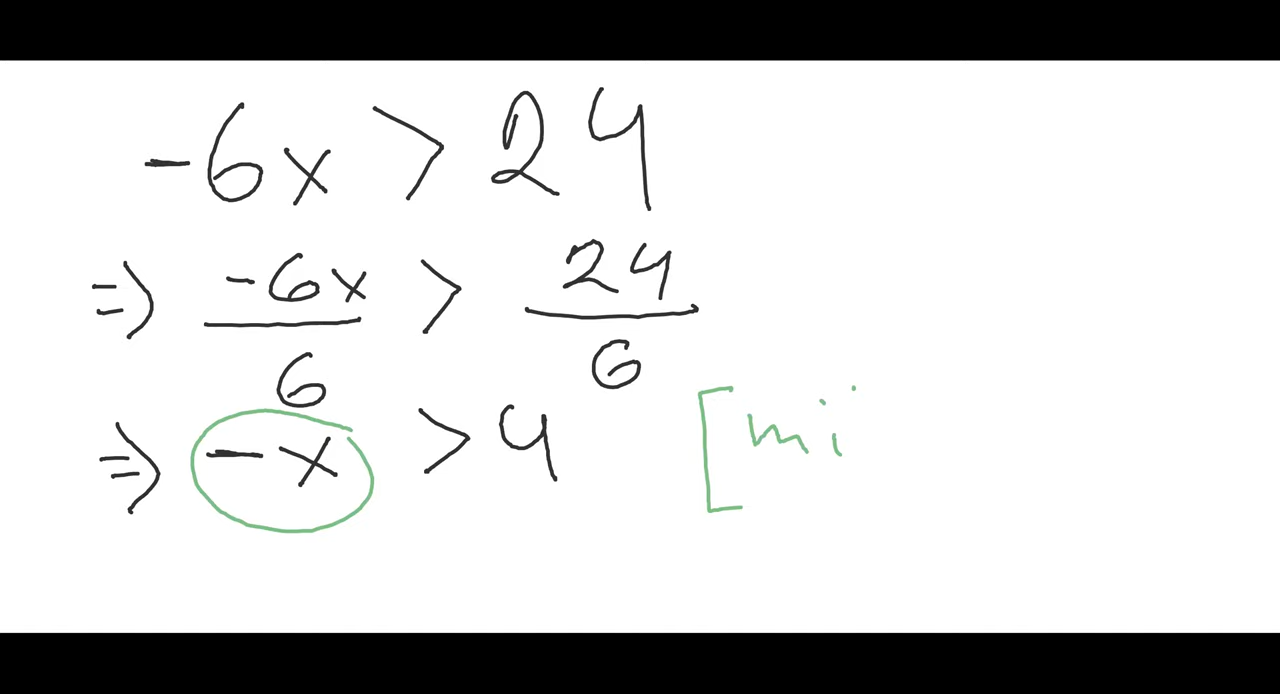 -6x > 24
=> -6x/6 > 24/6
=> -x > 4 [mi